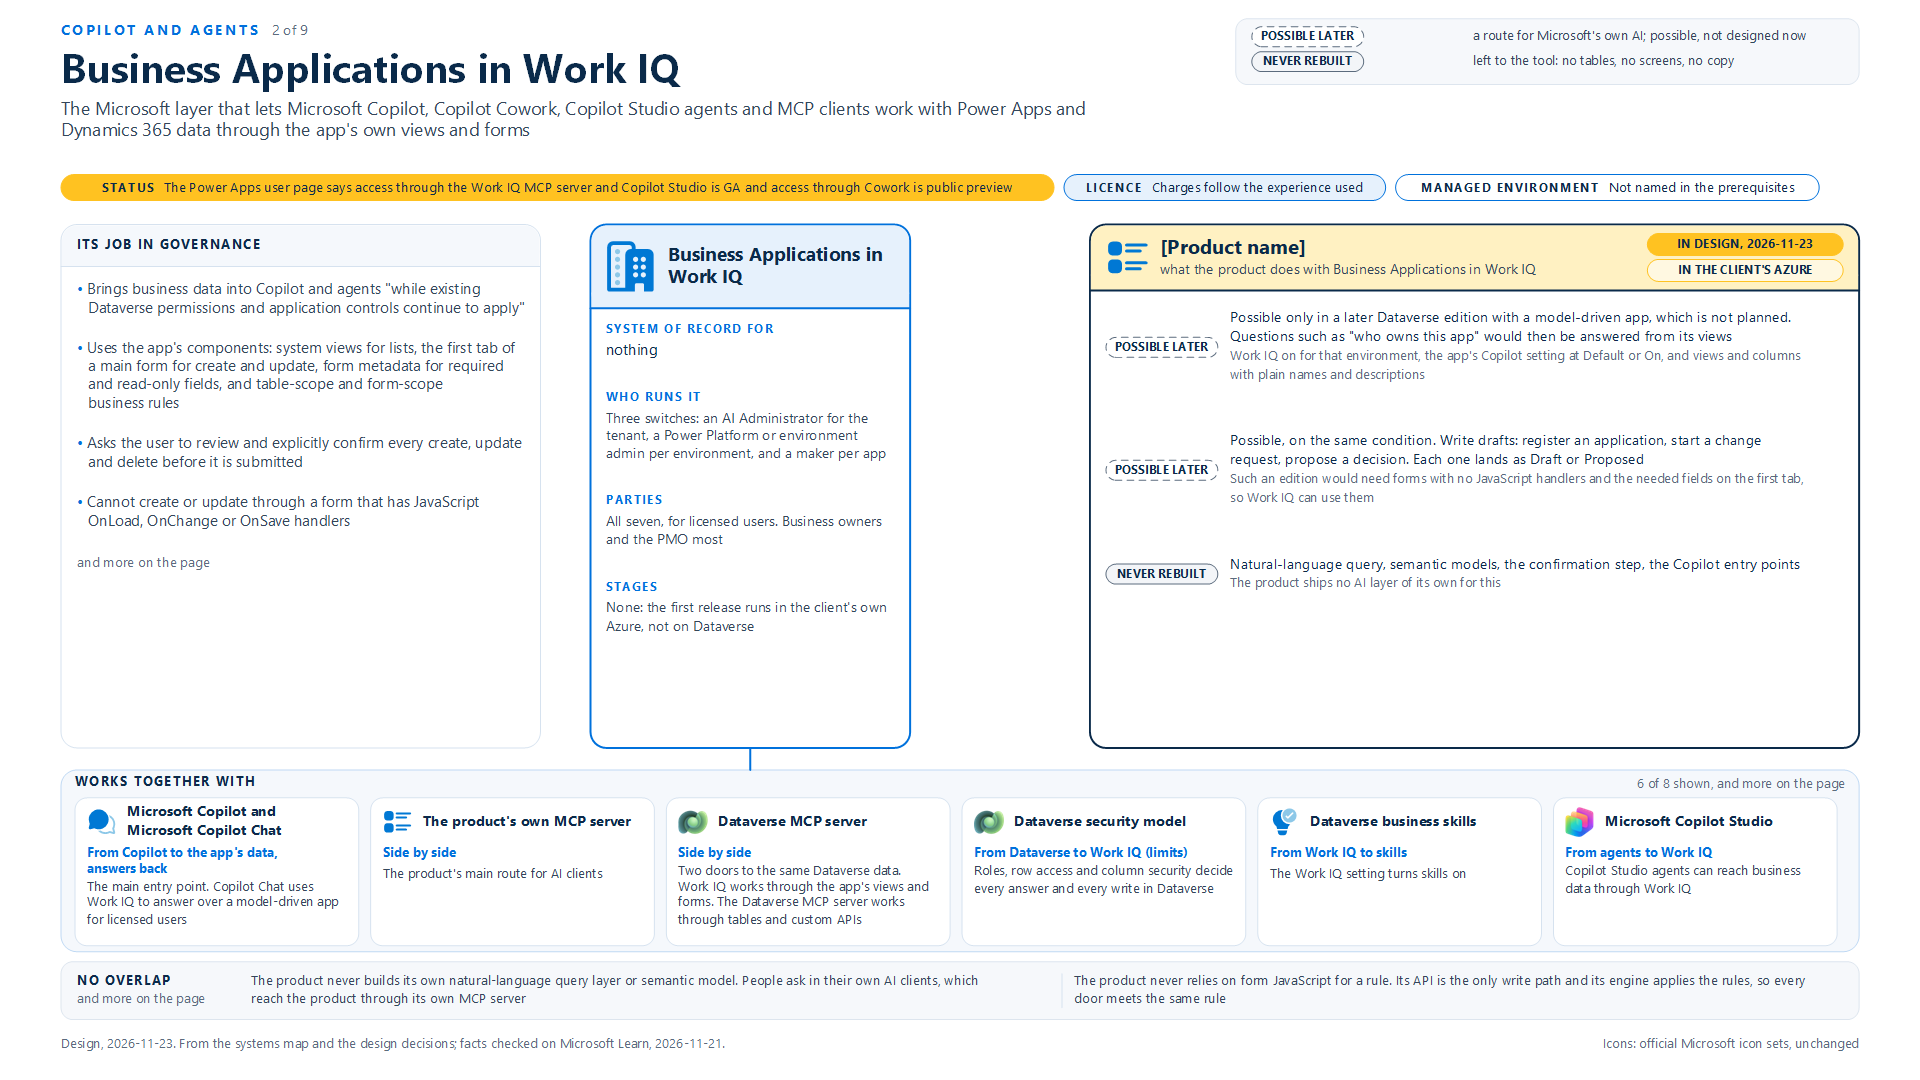 COPILOT AND AGENTS 2 of 9
Business Applications in Work IQ
The Microsoft layer that lets Microsoft Copilot, Copilot Cowork, Copilot Studio agents and MCP clients work with Power Apps and
Dynamics 365 data through the app's own views and forms
POSSIBLE LATER a route for Microsoft's own AI; possible, not designed now
NEVER REBUILT left to the tool: no tables, no screens, no copy
STATUS The Power Apps user page says access through the Work IQ MCP server and Copilot Studio is GA and access through Cowork is public preview
LICENCE Charges follow the experience used
MANAGED ENVIRONMENT Not named in the prerequisites
ITS JOB IN GOVERNANCE
• Brings business data into Copilot and agents "while existing
Dataverse permissions and application controls continue to apply"
• Uses the app's components: system views for lists, the first tab of
a main form for create and update, form metadata for required
and read-only fields, and table-scope and form-scope
business rules
• Asks the user to review and explicitly confirm every create, update
and delete before it is submitted
• Cannot create or update through a form that has JavaScript
OnLoad, OnChange or OnSave handlers
and more on the page
Business Applications in
Work IQ
SYSTEM OF RECORD FOR
nothing
WHO RUNS IT
Three switches: an AI Administrator for the
tenant, a Power Platform or environment
admin per environment, and a maker per app
PARTIES
All seven, for licensed users. Business owners
and the PMO most
STAGES
None: the first release runs in the client's own
Azure, not on Dataverse
[Product name]
what the product does with Business Applications in Work IQ
IN DESIGN, 2026-11-23
IN THE CLIENT'S AZURE
POSSIBLE LATER
Possible only in a later Dataverse edition with a model-driven app, which is not planned.
Questions such as "who owns this app" would then be answered from its views
Work IQ on for that environment, the app's Copilot setting at Default or On, and views and columns
with plain names and descriptions
POSSIBLE LATER
Possible, on the same condition. Write drafts: register an application, start a change
request, propose a decision. Each one lands as Draft or Proposed
Such an edition would need forms with no JavaScript handlers and the needed fields on the first tab,
so Work IQ can use them
NEVER REBUILT
Natural-language query, semantic models, the confirmation step, the Copilot entry points
The product ships no AI layer of its own for this
WORKS TOGETHER WITH
6 of 8 shown, and more on the page
Microsoft Copilot and
Microsoft Copilot Chat
From Copilot to the app's data,
answers back
The main entry point. Copilot Chat uses
Work IQ to answer over a model-driven app
for licensed users
The product's own MCP server
Side by side
The product's main route for AI clients
Dataverse MCP server
Side by side
Two doors to the same Dataverse data.
Work IQ works through the app's views and
forms. The Dataverse MCP server works
through tables and custom APIs
Dataverse security model
From Dataverse to Work IQ (limits)
Roles, row access and column security decide
every answer and every write in Dataverse
Dataverse business skills
From Work IQ to skills
The Work IQ setting turns skills on
Microsoft Copilot Studio
From agents to Work IQ
Copilot Studio agents can reach business
data through Work IQ
NO OVERLAP
and more on the page
The product never builds its own natural-language query layer or semantic model. People ask in their own AI clients, which
reach the product through its own MCP server
The product never relies on form JavaScript for a rule. Its API is the only write path and its engine applies the rules, so every
door meets the same rule
Design, 2026-11-23. From the systems map and the design decisions; facts checked on Microsoft Learn, 2026-11-21.
Icons: official Microsoft icon sets, unchanged